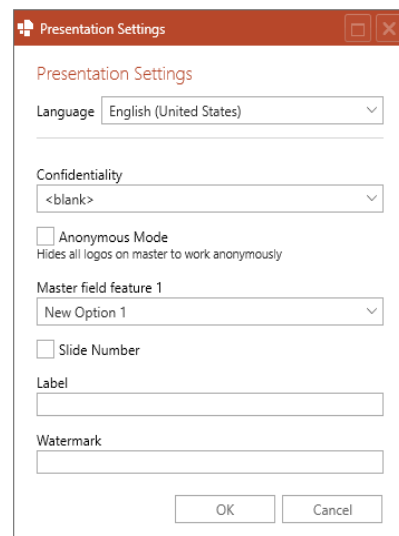 Presentation Settings
Presentation Settings
Language English (United States)
Confidentiality
<blank>
Anonymous Mode
Hides all logos on master to work anonymously
Master field feature 1
New Option 1
Slide Number
Label
Watermark
OK Cancel